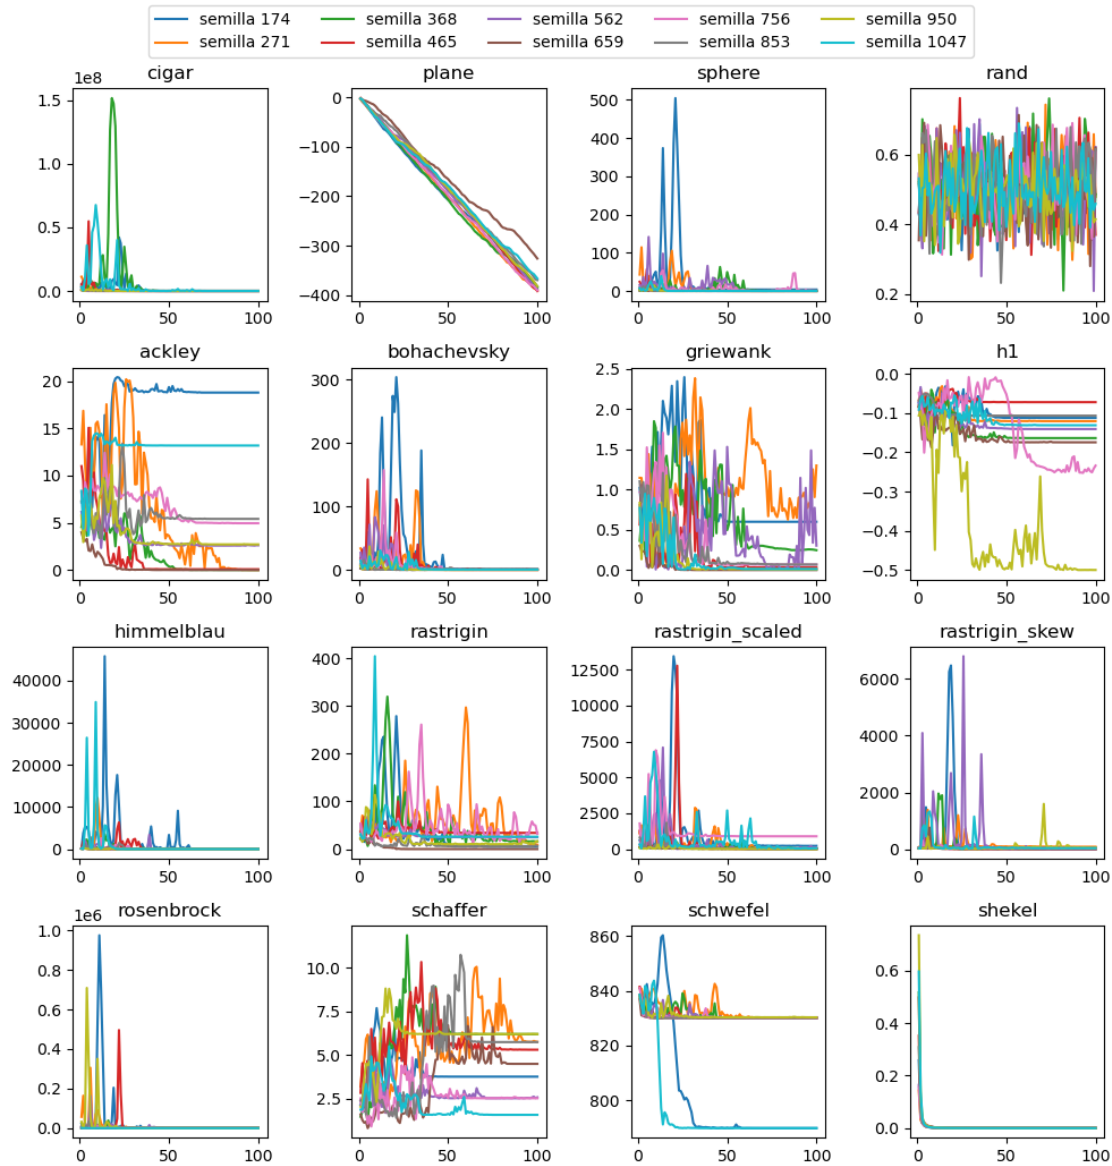 semilla 174 semilla 368 semilla 562 semilla 756 semilla 950
semilla 271 semilla 465 semilla 659 semilla 853 semilla 1047
cigar plane sphere rand
1e8
1.5 0 500
1.0 −100 400 0.6
0.5 −200 300 0.4
0.0 −300 200 0.2
−400 100
0
0 50 100 0 50 100 0 50 100 0 50 100
ackley bohachevsky griewank h1
20 300 2.5 0.0
15 200 2.0 −0.1
10 100 1.5 −0.2
5 0 1.0 −0.3
0 0.5 −0.4
0.0 −0.5
0 50 100 0 50 100 0 50 100 0 50 100
himmelblau rastrigin rastrigin_scaled rastrigin_skew
40000 400 12500 6000
30000 300 10000 4000
20000 200 7500 2000
10000 100 5000 0
0 0 2500
0
0 50 100 0 50 100 0 50 100 0 50 100
rosenbrock schaffer schwefel shekel
1e6
1.0 10.0 860 0.6
0.8 7.5 840 0.4
0.6 5.0 820 0.2
0.4 2.5 800 0.0
0.2
0.0
0 50 100 0 50 100 0 50 100 0 50 100